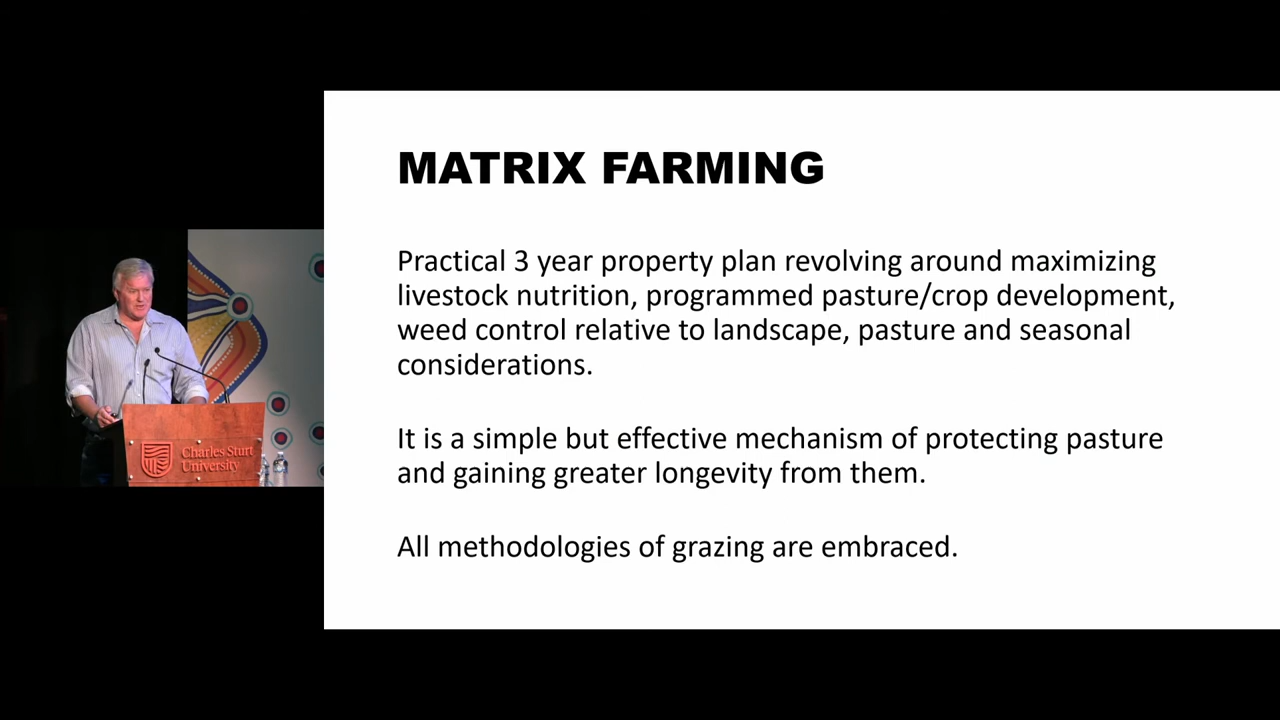 MATRIX FARMING
Practical 3 year property plan revolving around maximizing
livestock nutrition, programmed pasture/crop development,
weed control relative to landscape, pasture and seasonal
considerations.
It is a simple but effective mechanism of protecting pasture
and gaining greater longevity from them.
All methodologies of grazing are embraced.
Charles Sturt
University